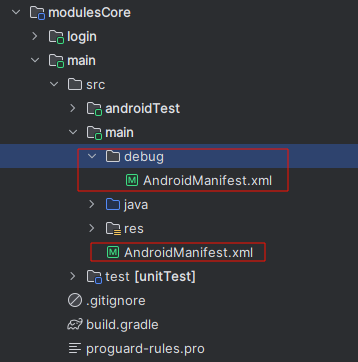 modulesCore
login
main
src
androidTest
main
debug
M AndroidManifest.xml
java
res
M AndroidManifest.xml
test [unitTest]
.gitignore
build.gradle
proguard-rules.pro